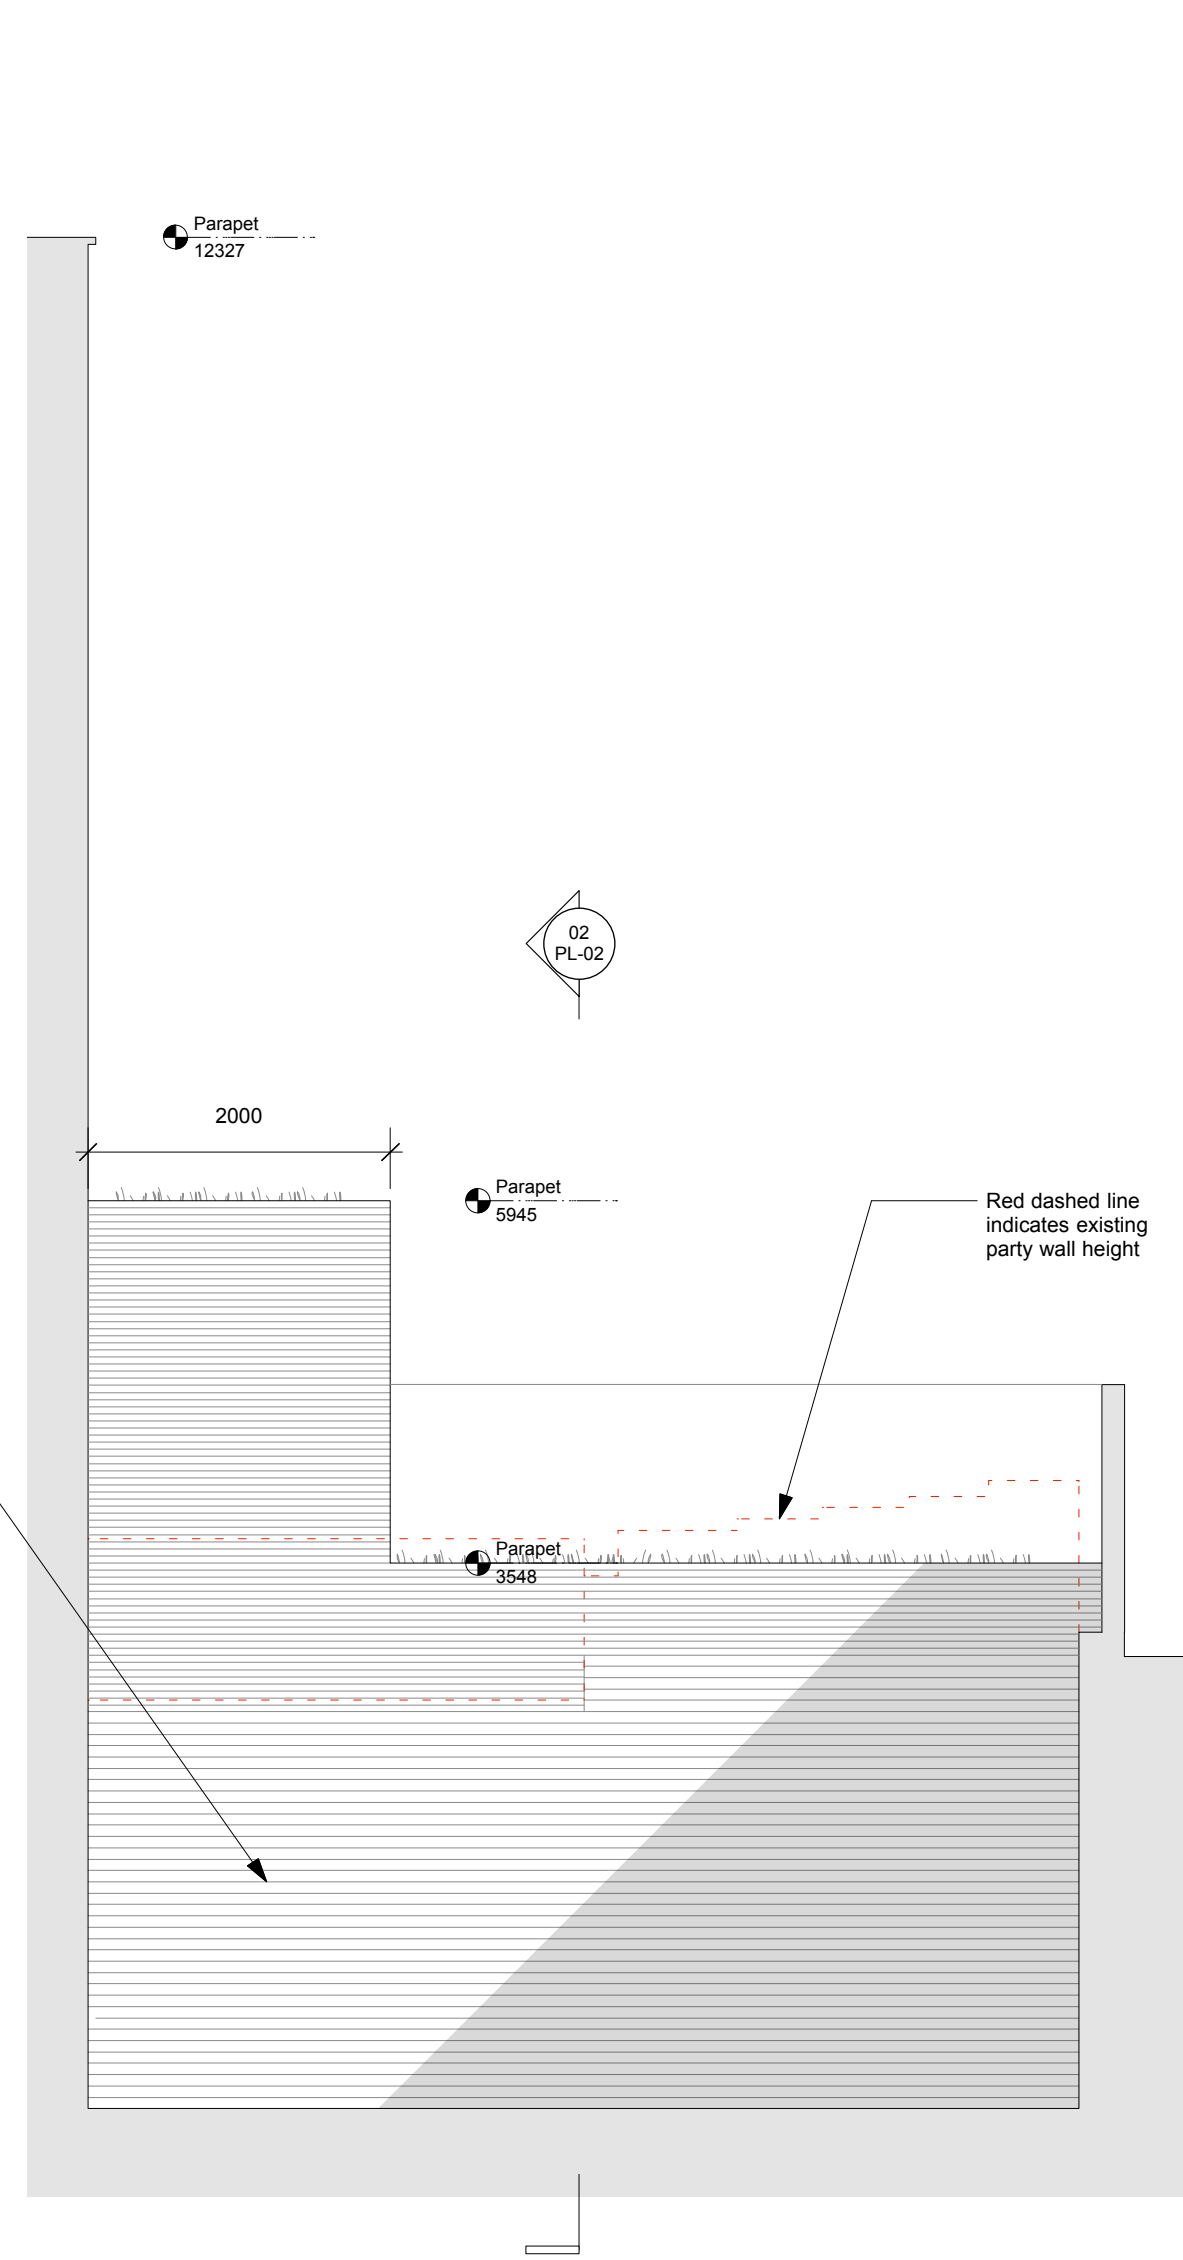 Parapet
12327
02
PL-02
2000
Parapet
5945
Red dashed line
indicates existing
party wall height
Parapet
3548